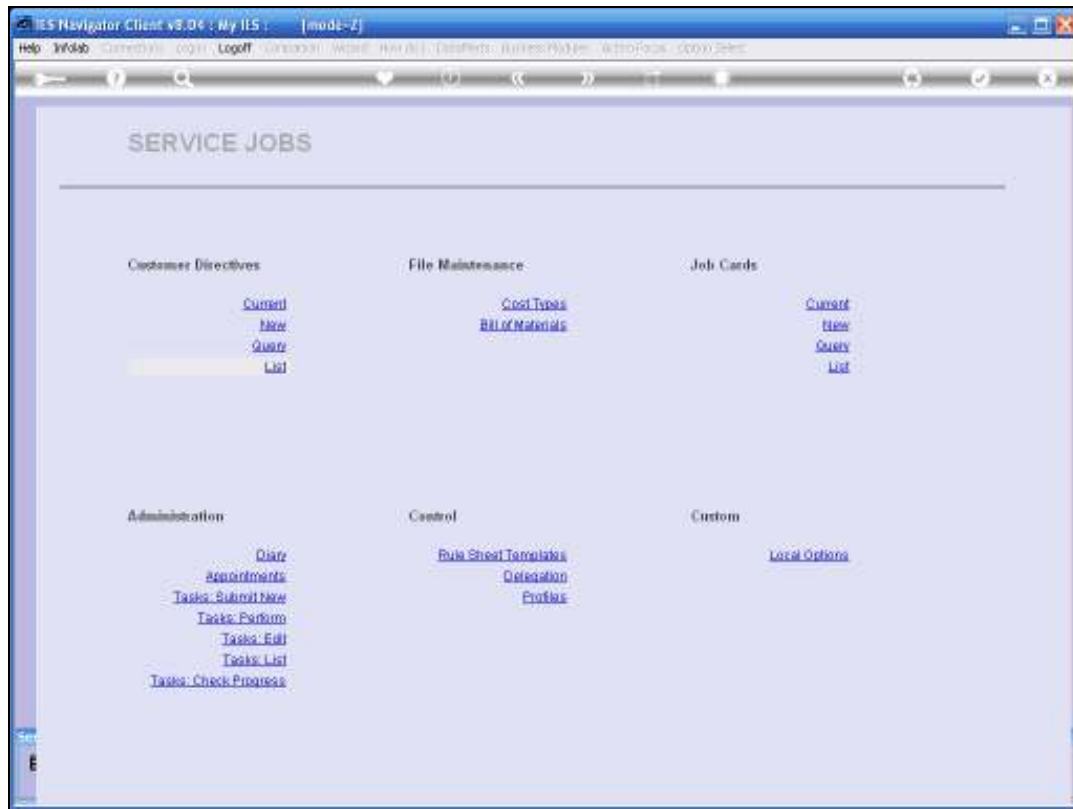 IES Navigator Client v8.04 : My IES : [mode-Z]
Help Infolab Logoff
SERVICE JOBS
Customer Directives
Current
New
Query
List
File Maintenance
Cost Types
Bill of Materials
Job Cards
Current
New
Query
List
Administration
Diary
Appointments
Tasks: Submit New
Tasks: Perform
Tasks: Edit
Tasks: List
Tasks: Check Progress
Control
Rule Sheet Templates
Delegation
Profiles
Custom
Local Options